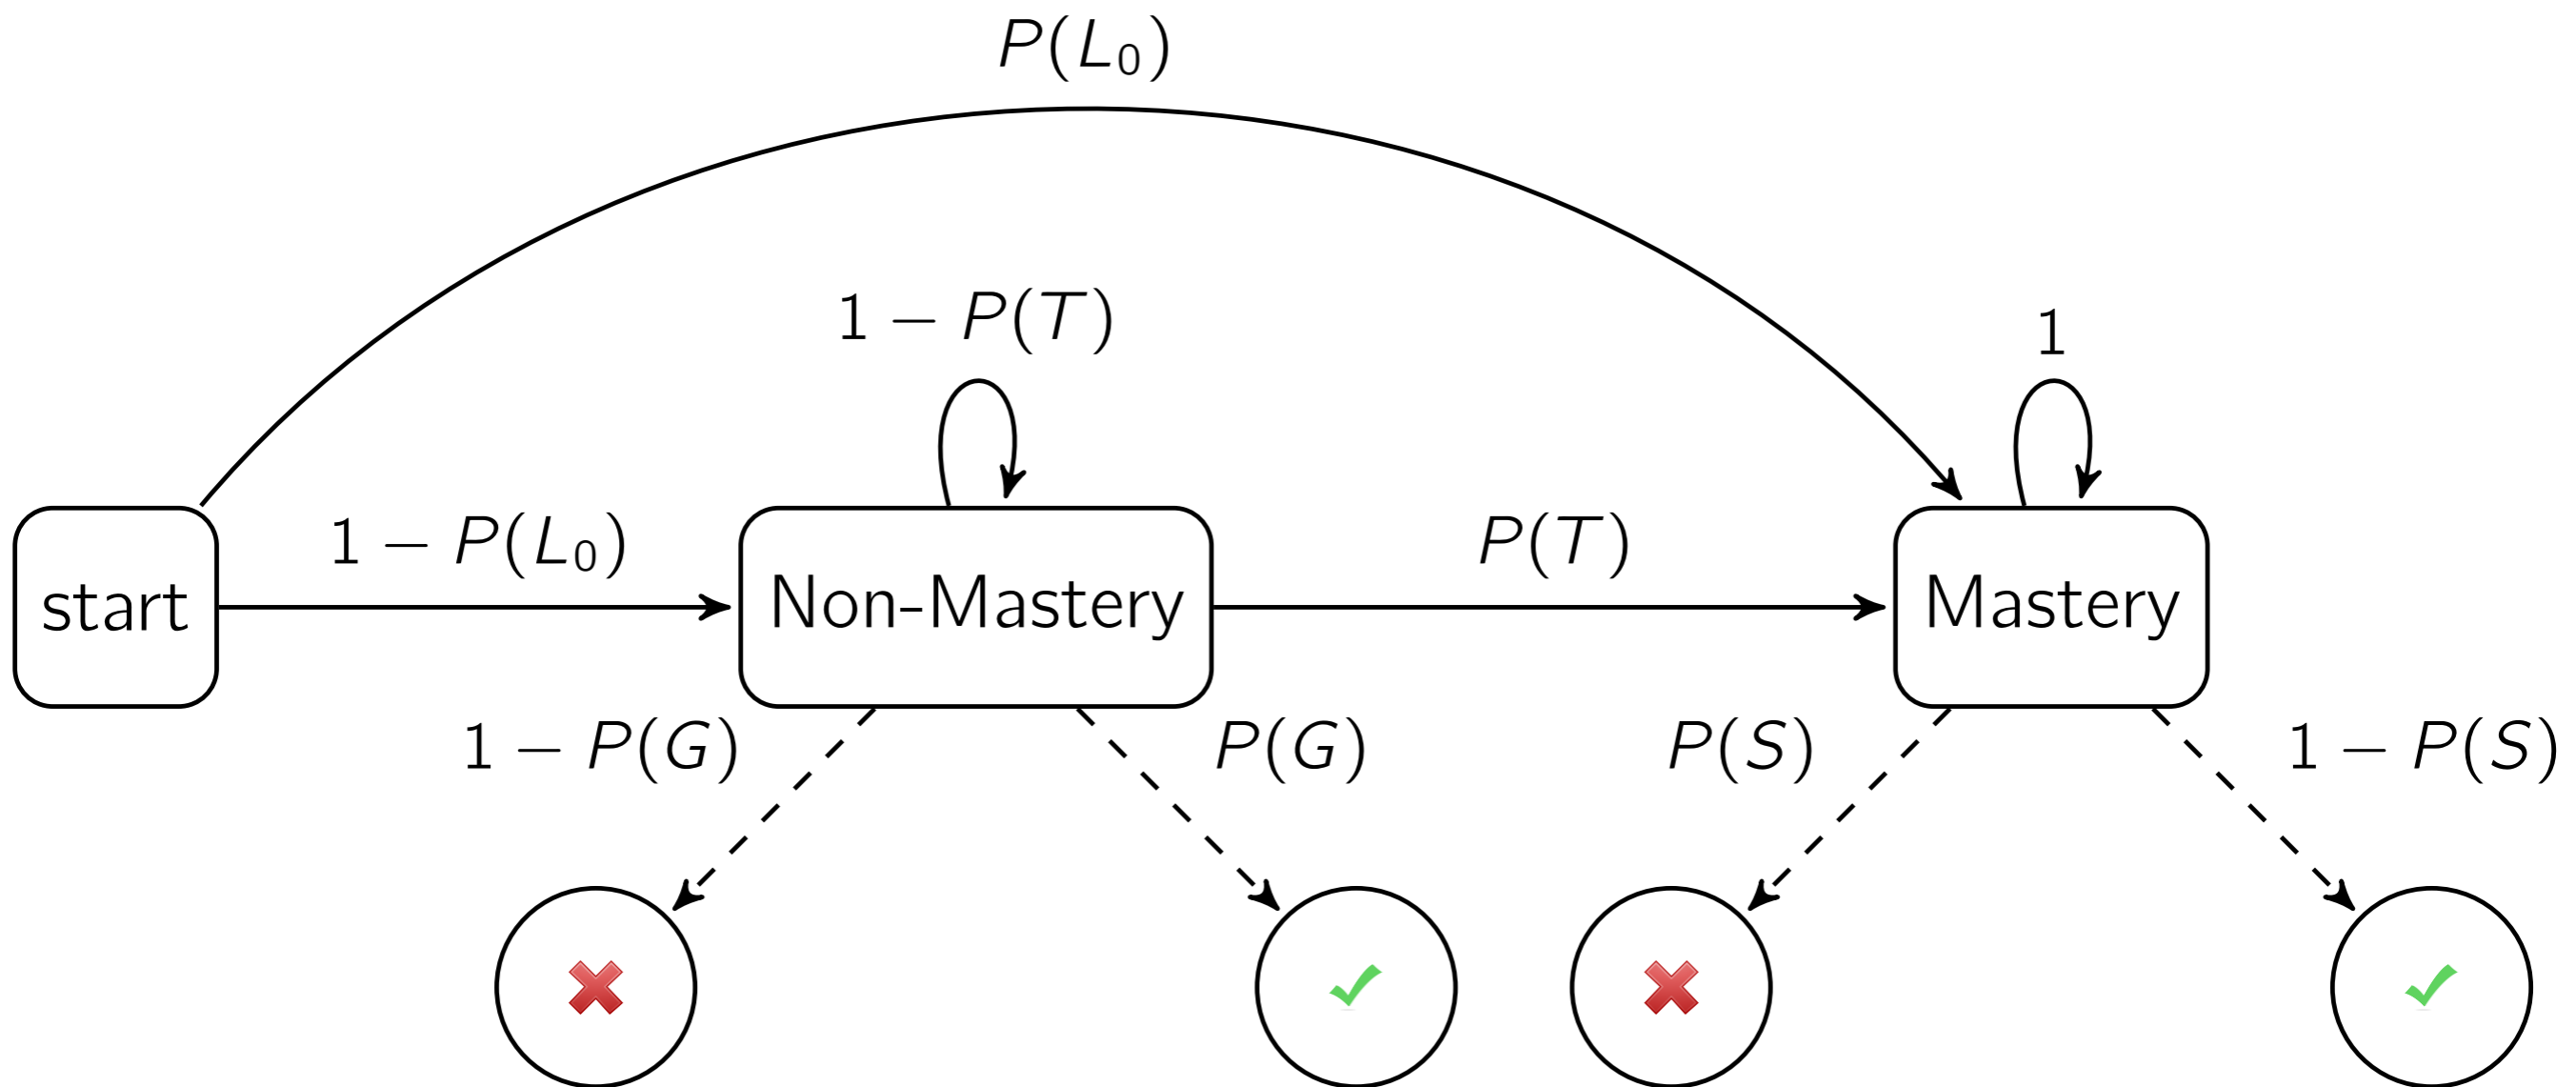 P(L₀)
1 − P(T)
1
1 − P(L₀)
P(T)
start
Non-Mastery
Mastery
1 − P(G)
P(G)
P(S)
1 − P(S)